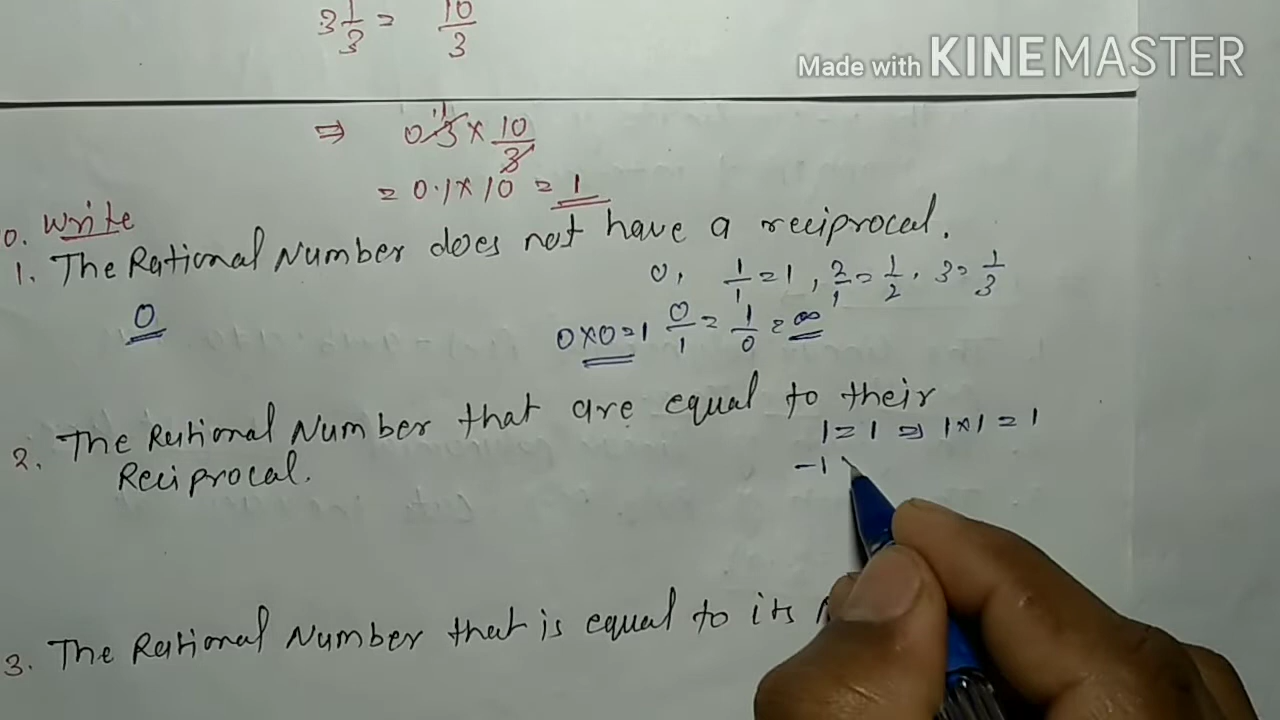 3 1/3 = 10/3
Made with KINEMASTER
⇒ 0.3 × 10/3
= 0.1 × 10 = 1
0. Write
1. The Rational Number does not have a reciprocal.
0, 1/1 = 1, 2/1 = 1/2, 3 = 1/3
0
0×0=1 0/1 = 1/0 = ∞
2. The Rational Number that are equal to their
Reciprocal.
1 = 1 ⇒ 1×1 = 1
-1
3. The Rational Number that is equal to its